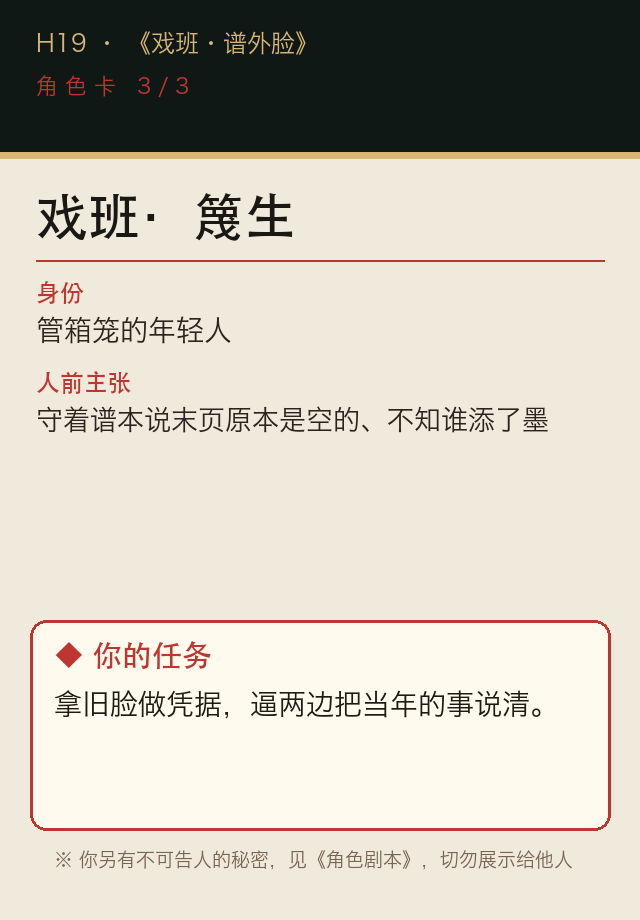 H19 · 《戏班·谱外脸》
角色卡 3/3
戏班· 篾生
身份
管箱笼的年轻人
人前主张
守着谱本说末页原本是空的、不知谁添了墨
◆ 你的任务
拿旧脸做凭据，逼两边把当年的事说清。
※ 你另有不可告人的秘密，见《角色剧本》，切勿展示给他人